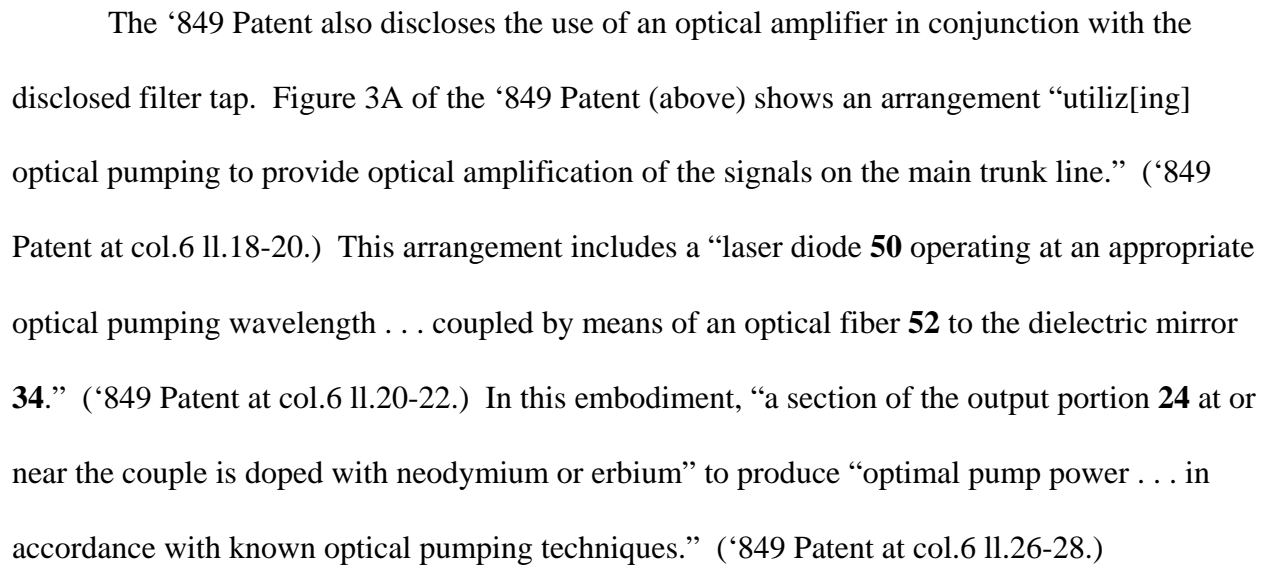 The ‘849 Patent also discloses the use of an optical amplifier in conjunction with the
disclosed filter tap.  Figure 3A of the ‘849 Patent (above) shows an arrangement “utiliz[ing]
optical pumping to provide optical amplification of the signals on the main trunk line.”  (‘849
Patent at col.6 ll.18-20.)  This arrangement includes a “laser diode 50 operating at an appropriate
optical pumping wavelength . . . coupled by means of an optical fiber 52 to the dielectric mirror
34.”  (‘849 Patent at col.6 ll.20-22.)  In this embodiment, “a section of the output portion 24 at or
near the couple is doped with neodymium or erbium” to produce “optimal pump power . . . in
accordance with known optical pumping techniques.”  (‘849 Patent at col.6 ll.26-28.)